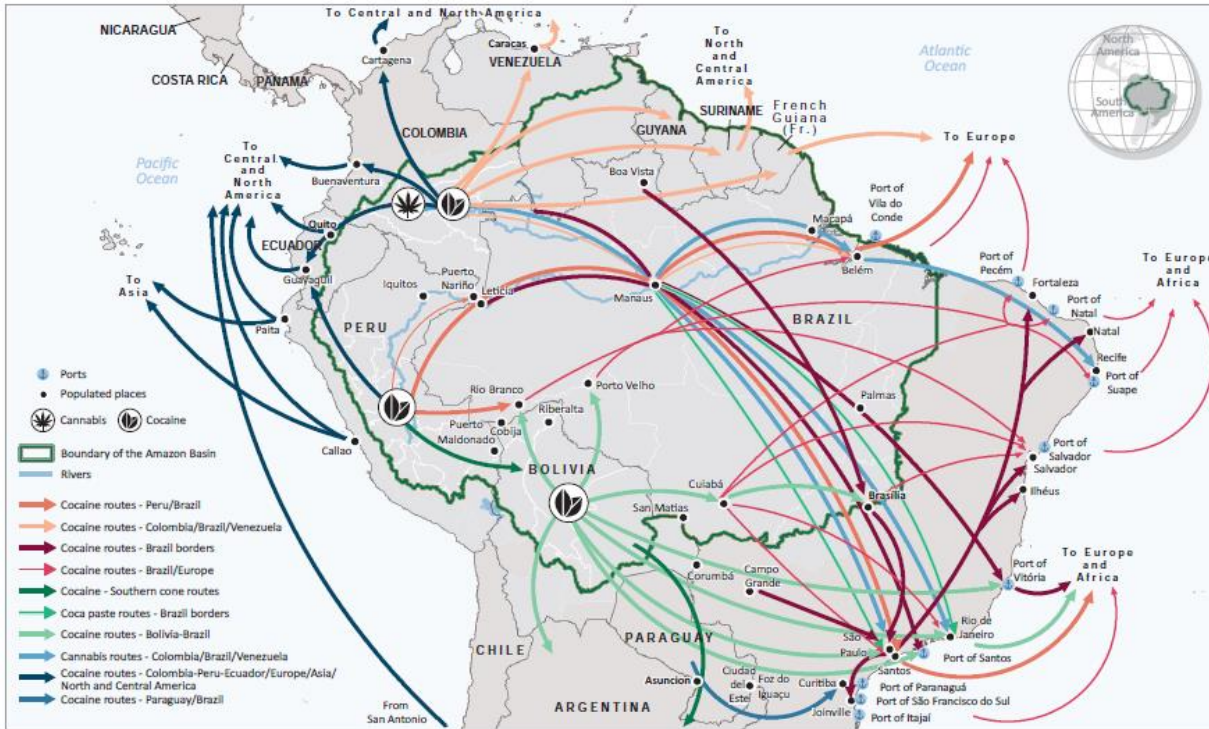 To Central and North America
NICARAGUA
COSTA RICA
PANAMA
Cartagena
Caracas
VENEZUELA
To
North
and
Central
America
Atlantic
Ocean
North
America
South
America
SURINAME
French
Guiana
(Fr.)
GUYANA
COLOMBIA
To Europe
Pacific
Ocean
To
Central
and
North
America
Buenaventura
Boa Vista
Port of
Vila do
Conde
Macapá
Belém
Quito
ECUADOR
Guayaquil
Puerto
Nariño
Iquitos
Leticia
Manaus
Port of
Pecém
Fortaleza
To Europe
and
Africa
Port of
Natal
Natal
To
Asia
Paita
PERU
BRAZIL
Recife
Port of
Suape
Rio Branco
Porto Velho
Palmas
Riberalta
Puerto
Maldonado
Cobija
Callao
BOLIVIA
Port of
Salvador
Salvador
Ilhéus
Cuiabá
Brasília
San Matias
Corumbá
Campo
Grande
Port of
Vitória
To Europe
and
Africa
Rio de
Janeiro
São
Paulo
Santos
Port of Santos
PARAGUAY
CHILE
Asuncion
Ciudad
del
Estel
Foz do
Iguaçu
Curitiba
Joinville
Port of Paranaguá
Port of São Francisco do Sul
Port of Itajaí
ARGENTINA
From
San Antonio
Ports
Populated places
Cannabis
Cocaine
Boundary of the Amazon Basin
Rivers
Cocaine routes - Peru/Brazil
Cocaine routes - Colombia/Brazil/Venezuela
Cocaine routes - Brazil borders
Cocaine routes - Brazil/Europe
Cocaine - Southern cone routes
Coca paste routes - Brazil borders
Cocaine routes - Bolivia-Brazil
Cannabis routes - Colombia/Brazil/Venezuela
Cocaine routes - Colombia-Peru-Ecuador/Europe/Asia/
North and Central America
Cocaine routes - Paraguay/Brazil